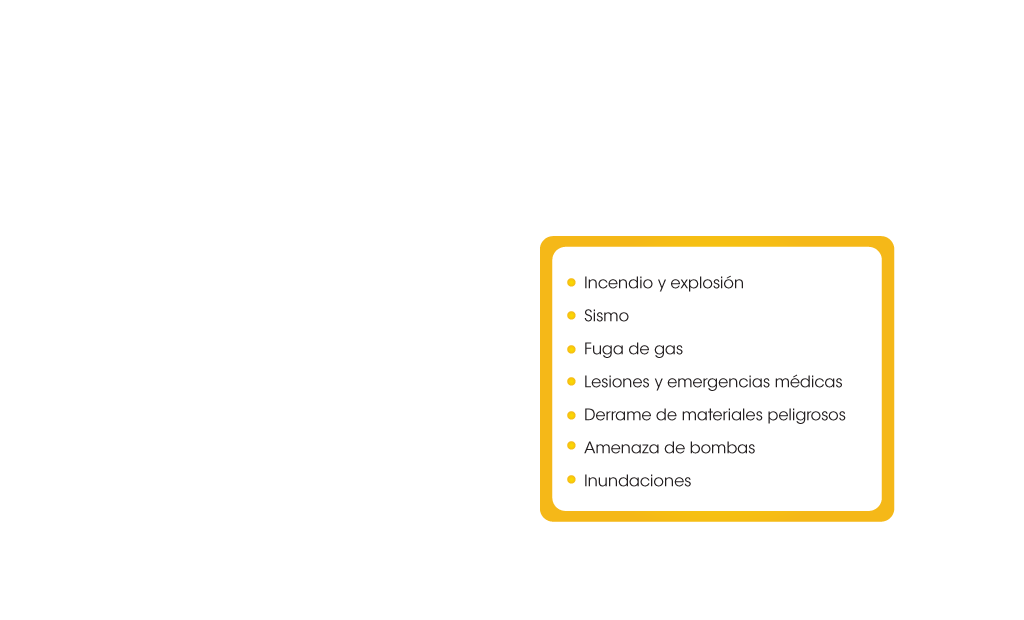 Incendio y explosión
Sismo
Fuga de gas
Lesiones y emergencias médicas
Derrame de materiales peligrosos
Amenaza de bombas
Inundaciones